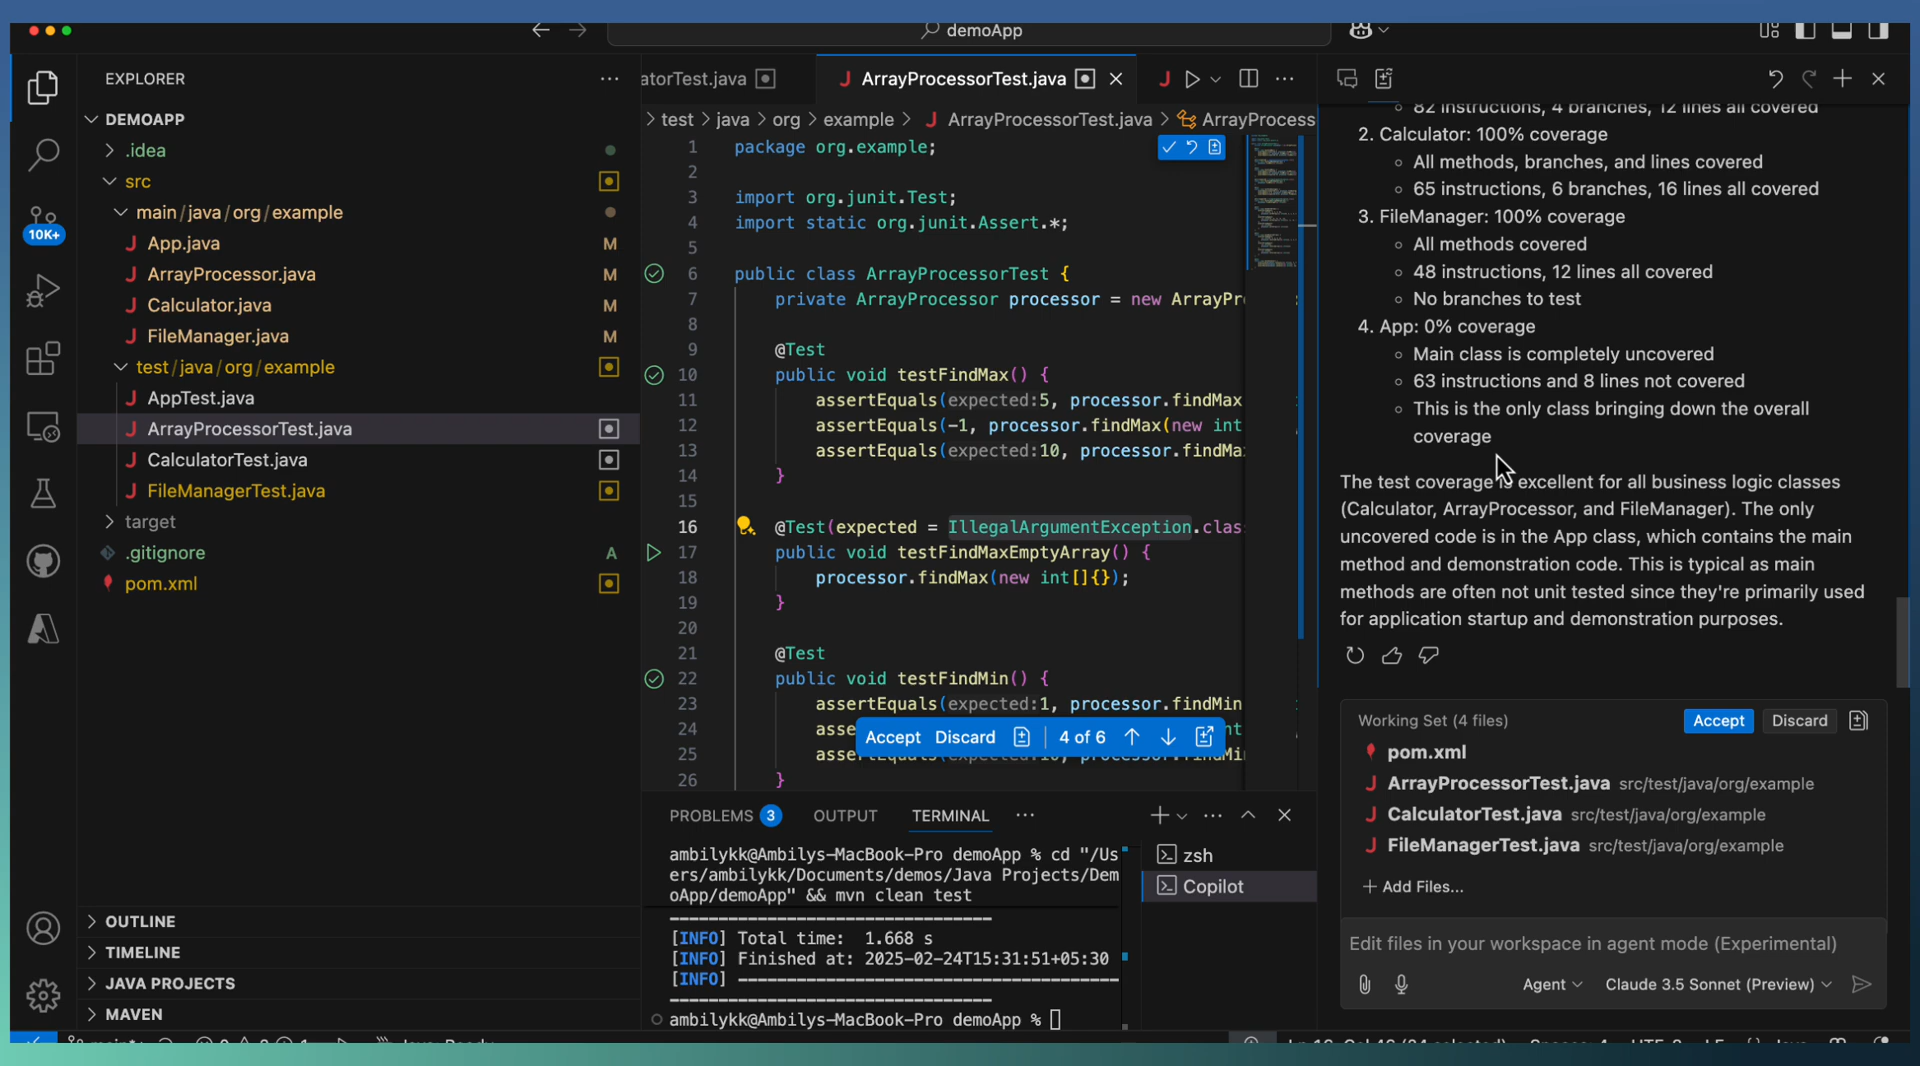 demoApp
EXPLORER
DEMOAPP
.idea
src
main/java/org/example
App.java M
ArrayProcessor.java M
Calculator.java M
FileManager.java M
test/java/org/example
AppTest.java
ArrayProcessorTest.java
CalculatorTest.java
FileManagerTest.java
target
.gitignore A
pom.xml
10K+
OUTLINE
TIMELINE
JAVA PROJECTS
MAVEN
atorTest.java
ArrayProcessorTest.java
test > java > org > example > ArrayProcessorTest.java > ArrayProcess
1 package org.example;
2
3 import org.junit.Test;
4 import static org.junit.Assert.*;
5
6 public class ArrayProcessorTest {
7 private ArrayProcessor processor = new ArrayPr
8
9 @Test
10 public void testFindMax() {
11 assertEquals(expected:5, processor.findMax
12 assertEquals(-1, processor.findMax(new int
13 assertEquals(expected:10, processor.findMa
14 }
15
16 @Test(expected = IllegalArgumentException.clas
17 public void testFindMaxEmptyArray() {
18 processor.findMax(new int[]{});
19 }
20
21 @Test
22 public void testFindMin() {
23 assertEquals(expected:1, processor.findMin
24 asse
25
26 }
Accept Discard 4 of 6
PROBLEMS 3 OUTPUT TERMINAL
ambilykk@Ambilys-MacBook-Pro demoApp % cd "/Us
ers/ambilykk/Documents/demos/Java Projects/Dem
oApp/demoApp" && mvn clean test
[INFO] Total time: 1.668 s
[INFO] Finished at: 2025-02-24T15:31:51+05:30
[INFO]
ambilykk@Ambilys-MacBook-Pro demoApp %
zsh
Copilot
82 instructions, 4 branches, 12 lines all covered
2. Calculator: 100% coverage
All methods, branches, and lines covered
65 instructions, 6 branches, 16 lines all covered
3. FileManager: 100% coverage
All methods covered
48 instructions, 12 lines all covered
No branches to test
4. App: 0% coverage
Main class is completely uncovered
63 instructions and 8 lines not covered
This is the only class bringing down the overall
coverage
The test coverage is excellent for all business logic classes
(Calculator, ArrayProcessor, and FileManager). The only
uncovered code is in the App class, which contains the main
method and demonstration code. This is typical as main
methods are often not unit tested since they're primarily used
for application startup and demonstration purposes.
Working Set (4 files) Accept Discard
pom.xml
ArrayProcessorTest.java src/test/java/org/example
CalculatorTest.java src/test/java/org/example
FileManagerTest.java src/test/java/org/example
+ Add Files...
Edit files in your workspace in agent mode (Experimental)
Agent Claude 3.5 Sonnet (Preview)